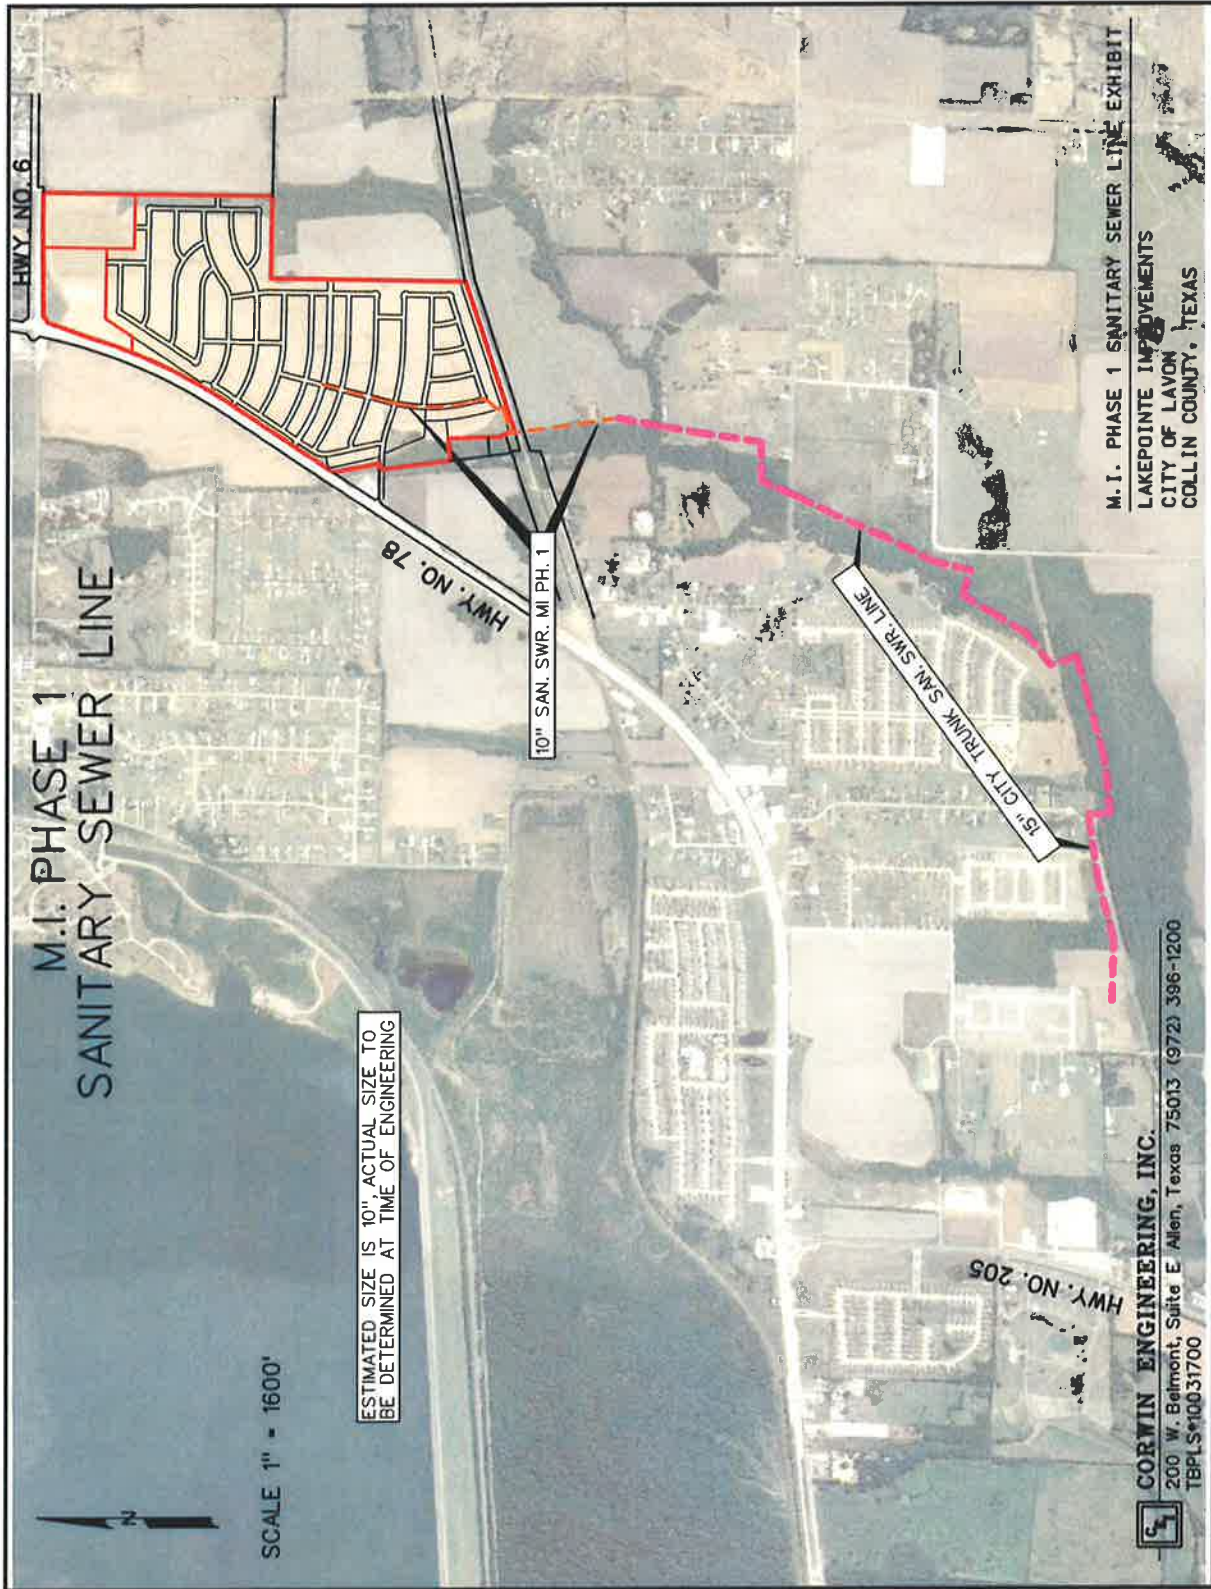 M.I. PHASE 1
SANITARY SEWER LINE
N
SCALE 1" = 1600'
ESTIMATED SIZE IS 10", ACTUAL SIZE TO
BE DETERMINED AT TIME OF ENGINEERING
HWY. NO. 6
HWY. NO. 78
10" SAN. SWR. MI PH. 1
15" CITY TRUNK SAN. SWR. LINE
HWY. NO. 205
CEI
CORWIN ENGINEERING, INC.
200 W. Belmont, Suite E Allen, Texas 75013 (972) 396-1200
TBPLS#10031700
M.I. PHASE 1 SANITARY SEWER LINE EXHIBIT
LAKEPOINTE IMPROVEMENTS
CITY OF LAVON
COLLIN COUNTY, TEXAS